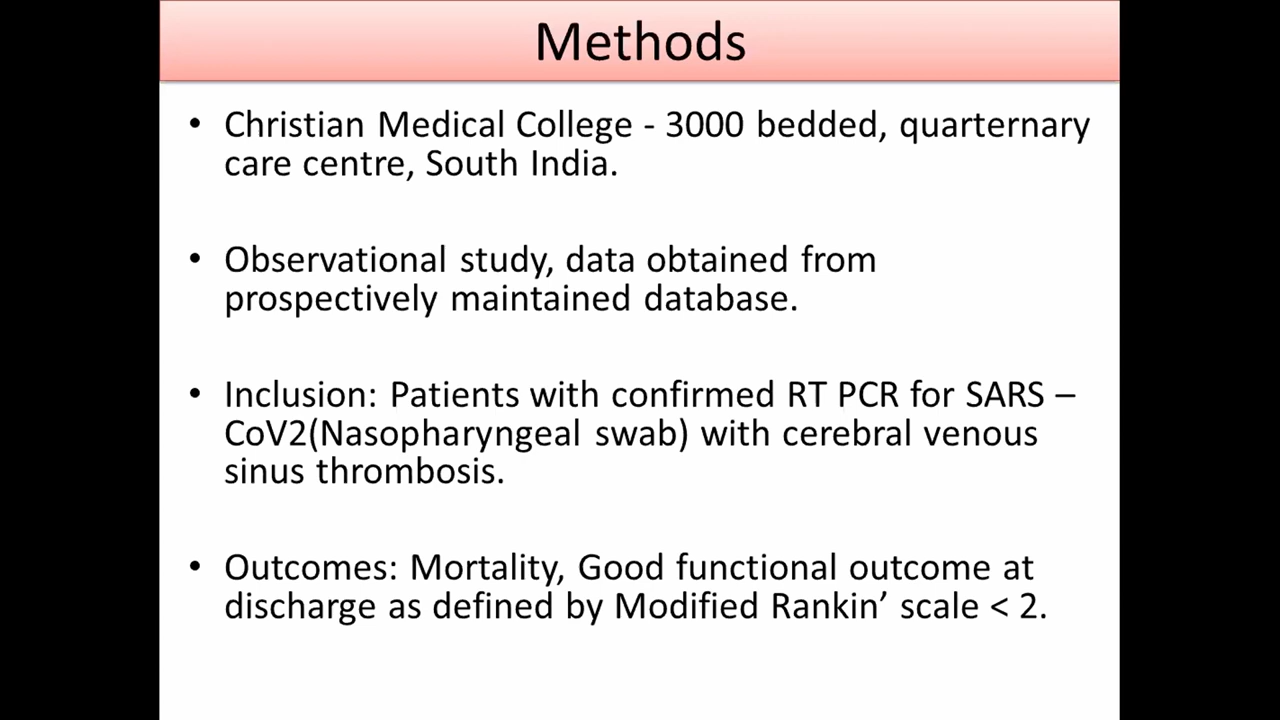 Methods
• Christian Medical College - 3000 bedded, quarternary
care centre, South India.
• Observational study, data obtained from
prospectively maintained database.
• Inclusion: Patients with confirmed RT PCR for SARS –
CoV2(Nasopharyngeal swab) with cerebral venous
sinus thrombosis.
• Outcomes: Mortality, Good functional outcome at
discharge as defined by Modified Rankin’ scale < 2.